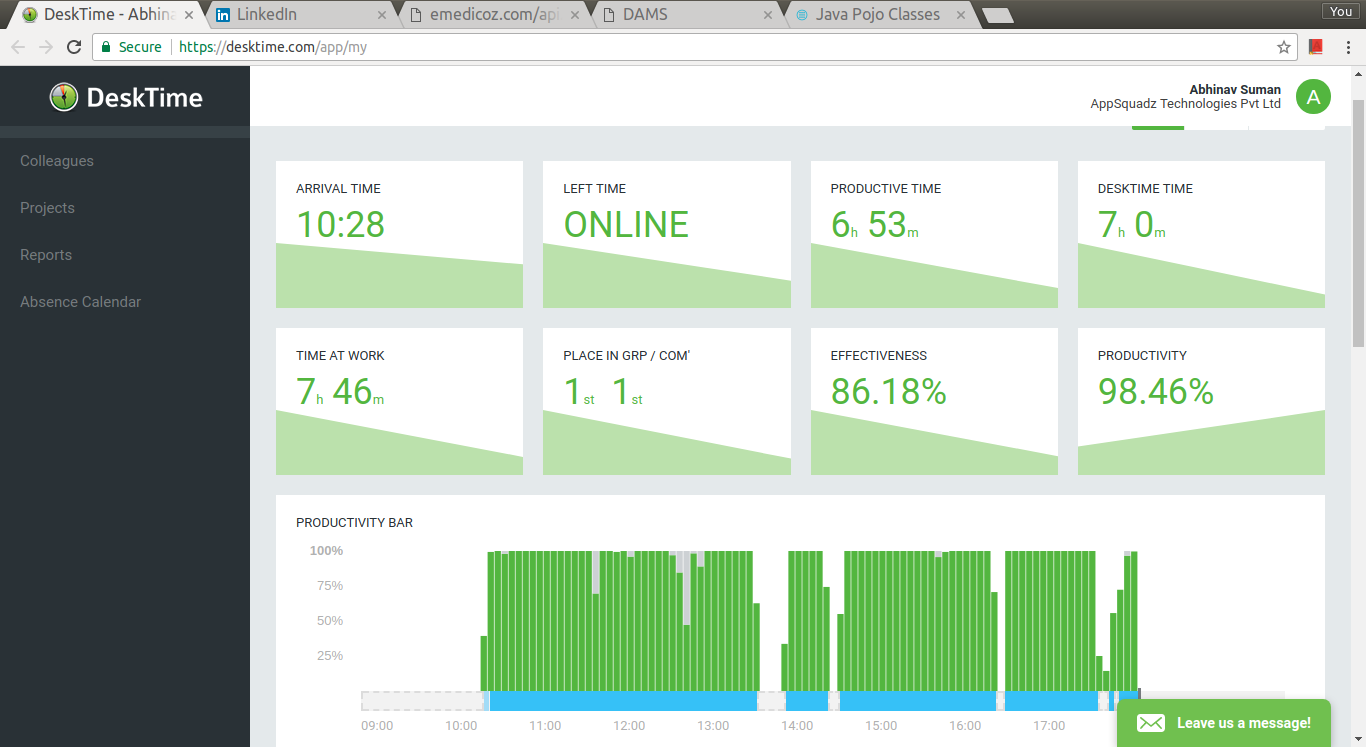 DeskTime - Abhina
LinkedIn
emedicoz.com/api
DAMS
Java Pojo Classes
You
Secure
https://desktime.com/app/my
DeskTime
Abhinav Suman
AppSquadz Technologies Pvt Ltd
A
Colleagues
Projects
Reports
Absence Calendar
ARRIVAL TIME
10:28
LEFT TIME
ONLINE
PRODUCTIVE TIME
6h 53m
DESKTIME TIME
7h 0m
TIME AT WORK
7h 46m
PLACE IN GRP / COM'
1st 1st
EFFECTIVENESS
86.18%
PRODUCTIVITY
98.46%
PRODUCTIVITY BAR
100%
75%
50%
25%
09:00 10:00 11:00 12:00 13:00 14:00 15:00 16:00 17:00
Leave us a message!